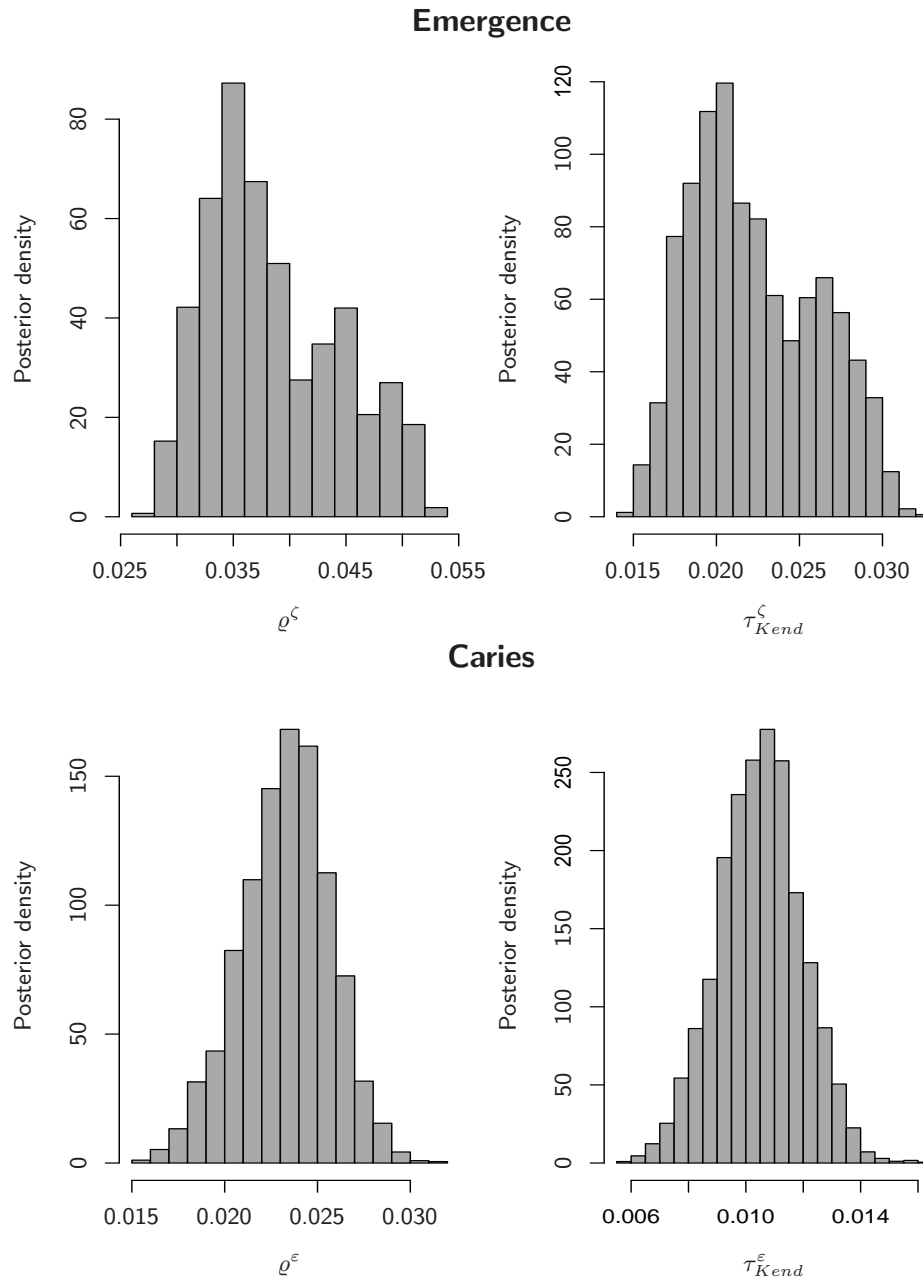 Emergence
Posterior density
0 20 40 60 80
0.025 0.035 0.045 0.055
ϱ^ζ
Posterior density
0 20 40 60 80 100 120
0.015 0.020 0.025 0.030
τ^ζ_Kend
Caries
Posterior density
0 50 100 150
0.015 0.020 0.025 0.030
ϱ^ε
Posterior density
0 50 100 150 200 250
0.006 0.010 0.014
τ^ε_Kend